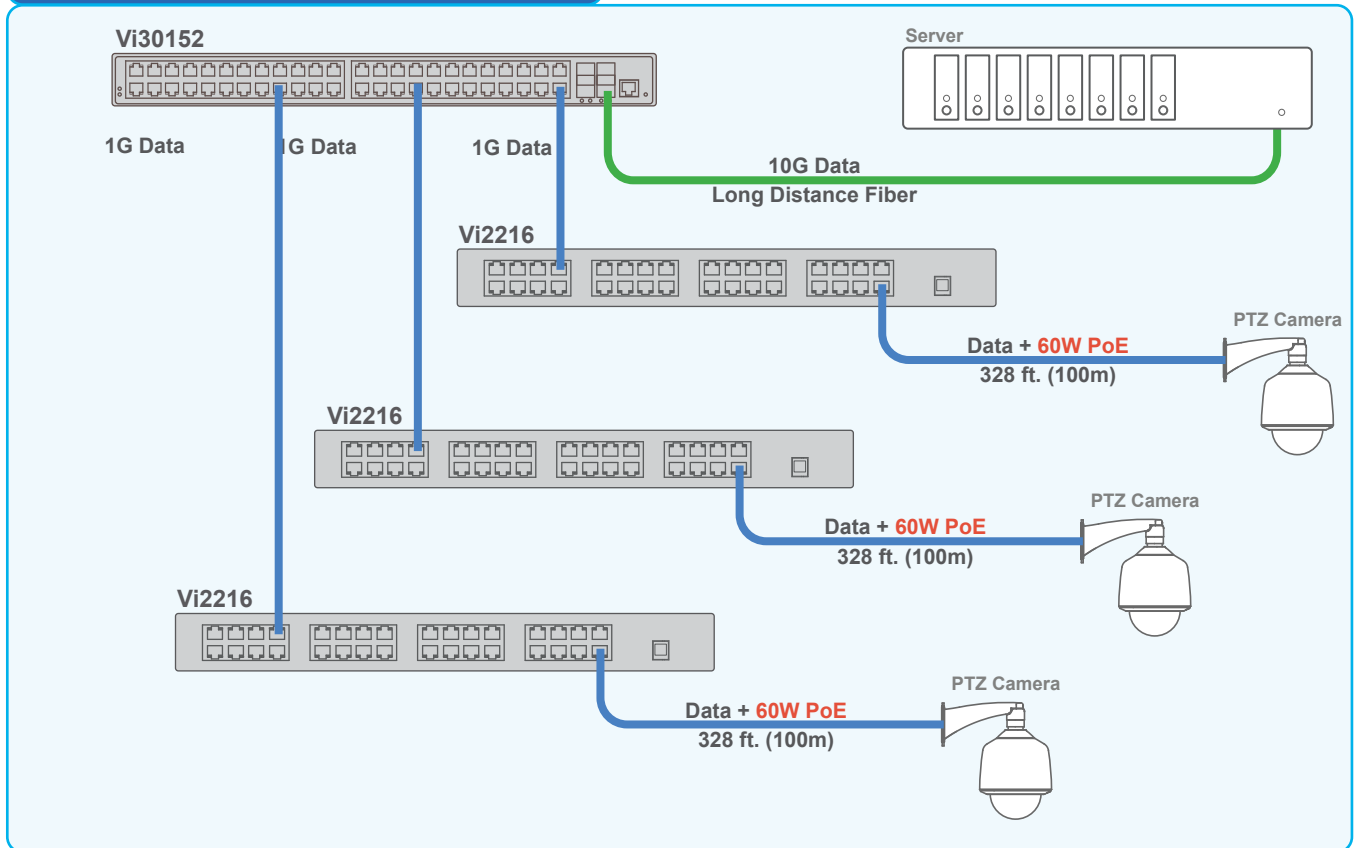 Vi30152
Server
1G Data
1G Data
1G Data
10G Data
Long Distance Fiber
Vi2216
PTZ Camera
Data + 60W PoE
328 ft. (100m)
Vi2216
PTZ Camera
Data + 60W PoE
328 ft. (100m)
Vi2216
PTZ Camera
Data + 60W PoE
328 ft. (100m)